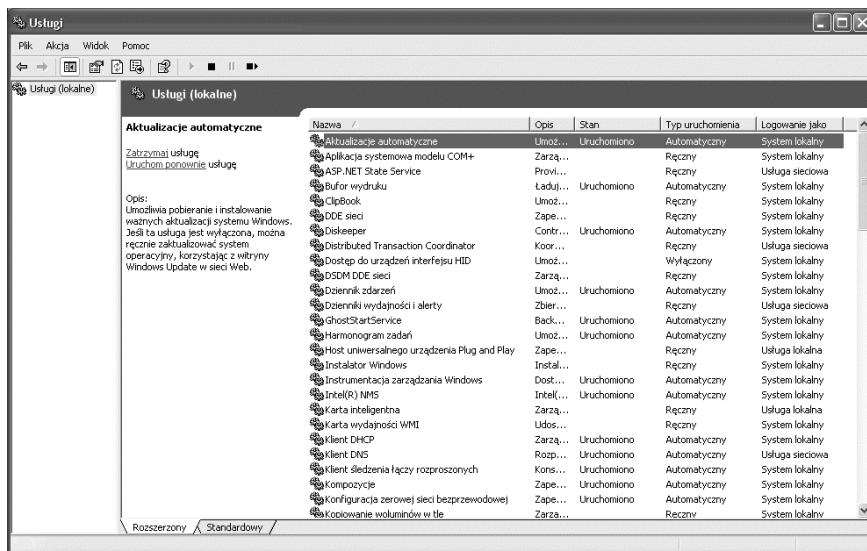 Usługi
Plik Akcja Widok Pomoc
Usługi (lokalne)
Usługi (lokalne)
Aktualizacje automatyczne
Zatrzymaj usługę
Uruchom ponownie usługę
Opis:
Umożliwia pobieranie i instalowanie
ważnych aktualizacji systemu Windows.
Jeśli ta usługa jest wyłączona, można
ręcznie zaktualizować system
operacyjny, korzystając z witryny
Windows Update w sieci Web.
Nazwa Opis Stan Typ uruchomienia Logowanie jako
Aktualizacje automatyczne Umoż... Uruchomiono Automatyczny System lokalny
Aplikacja systemowa modelu COM+ Zarzą... Ręczny System lokalny
ASP.NET State Service Provi... Ręczny Usługa sieciowa
Bufor wydruku Ładuj... Uruchomiono Automatyczny System lokalny
ClipBook Umoż... Ręczny System lokalny
DDE sieci Zape... Ręczny System lokalny
Diskeeper Contr... Uruchomiono Automatyczny System lokalny
Distributed Transaction Coordinator Koor... Ręczny Usługa sieciowa
Dostęp do urządzeń interfejsu HID Umoż... Wyłączony System lokalny
DSDM DDE sieci Zarzą... Ręczny System lokalny
Dziennik zdarzeń Umoż... Uruchomiono Automatyczny System lokalny
Dzienniki wydajności i alerty Zbier... Ręczny Usługa sieciowa
GhostStartService Back... Uruchomiono Automatyczny System lokalny
Harmonogram zadań Umoż... Uruchomiono Automatyczny System lokalny
Host uniwersalnego urządzenia Plug and Play Zape... Ręczny Usługa lokalna
Instalator Windows Instal... Ręczny System lokalny
Instrumentacja zarządzania Windows Dost... Uruchomiono Automatyczny System lokalny
Intel(R) NMS Intel(... Uruchomiono Automatyczny System lokalny
Karta inteligentna Zarzą... Ręczny Usługa lokalna
Karta wydajności WMI Udos... Ręczny System lokalny
Klient DHCP Zarzą... Uruchomiono Automatyczny System lokalny
Klient DNS Rozp... Uruchomiono Automatyczny Usługa sieciowa
Klient śledzenia łączy rozproszonych Kons... Uruchomiono Automatyczny System lokalny
Kompozycje Zape... Uruchomiono Automatyczny System lokalny
Konfiguracja zerowej sieci bezprzewodowej Zape... Uruchomiono Automatyczny System lokalny
Kopiowanie woluminów w tle Zarzą... Ręczny System lokalny
Rozszerzony Standardowy